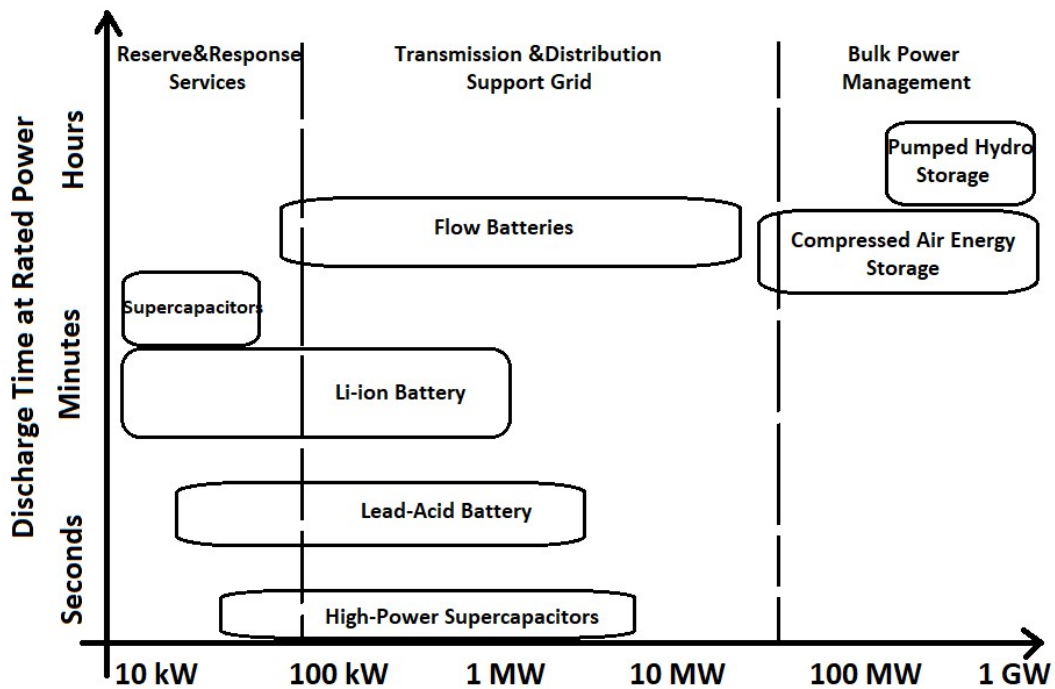 Reserve&Response
Services
Transmission &Distribution
Support Grid
Bulk Power
Management
Discharge Time at Rated Power
Hours
Minutes
Seconds
Pumped Hydro
Storage
Flow Batteries
Compressed Air Energy
Storage
Supercapacitors
Li-ion Battery
Lead-Acid Battery
High-Power Supercapacitors
10 kW
100 kW
1 MW
10 MW
100 MW
1 GW